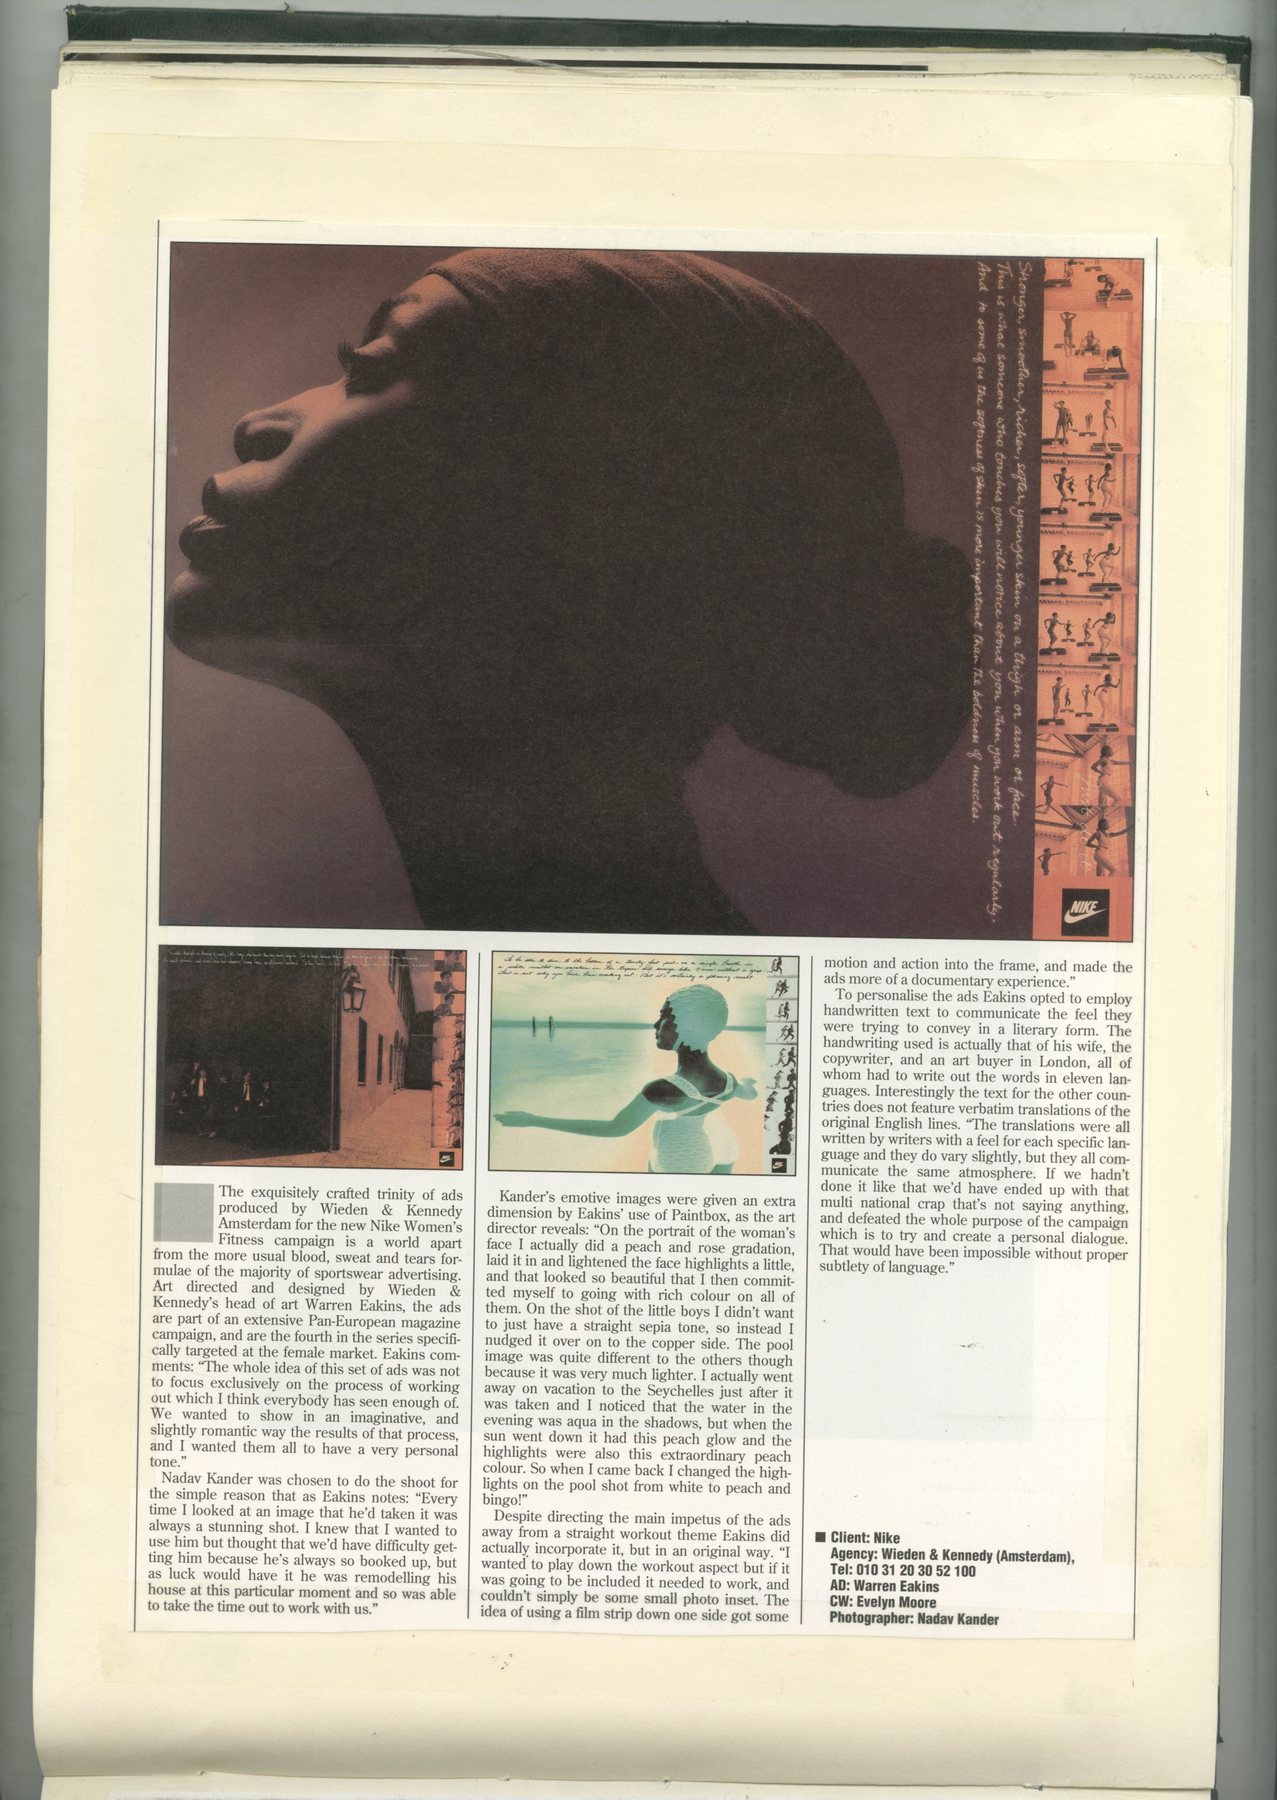 Stronger, smoother, richer, softer, younger skin on a thigh or arm or face.
This is what someone who touches you will notice about you when you work out regularly.
And to some of us the softness of skin is more important than the boldness of muscles.
just do it
NIKE
The exquisitely crafted trinity of ads
produced by Wieden & Kennedy
Amsterdam for the new Nike Women's
Fitness campaign is a world apart
from the more usual blood, sweat and tears for-
mulae of the majority of sportswear advertising.
Art directed and designed by Wieden &
Kennedy's head of art Warren Eakins, the ads
are part of an extensive Pan-European magazine
campaign, and are the fourth in the series specifi-
cally targeted at the female market. Eakins com-
ments: “The whole idea of this set of ads was not
to focus exclusively on the process of working
out which I think everybody has seen enough of.
We wanted to show in an imaginative, and
slightly romantic way the results of that process,
and I wanted them all to have a very personal
tone.”
Nadav Kander was chosen to do the shoot for
the simple reason that as Eakins notes: “Every
time I looked at an image that he'd taken it was
always a stunning shot. I knew that I wanted to
use him but thought that we'd have difficulty get-
ting him because he's always so booked up, but
as luck would have it he was remodelling his
house at this particular moment and so was able
to take the time out to work with us.”
Kander's emotive images were given an extra
dimension by Eakins' use of Paintbox, as the art
director reveals: “On the portrait of the woman's
face I actually did a peach and rose gradation,
laid it in and lightened the face highlights a little,
and that looked so beautiful that I then commit-
ted myself to going with rich colour on all of
them. On the shot of the little boys I didn't want
to just have a straight sepia tone, so instead I
nudged it over on to the copper side. The pool
image was quite different to the others though
because it was very much lighter. I actually went
away on vacation to the Seychelles just after it
was taken and I noticed that the water in the
evening was aqua in the shadows, but when the
sun went down it had this peach glow and the
highlights were also this extraordinary peach
colour. So when I came back I changed the high-
lights on the pool shot from white to peach and
bingo!”
Despite directing the main impetus of the ads
away from a straight workout theme Eakins did
actually incorporate it, but in an original way. “I
wanted to play down the workout aspect but if it
was going to be included it needed to work, and
couldn't simply be some small photo inset. The
idea of using a film strip down one side got some
motion and action into the frame, and made the
ads more of a documentary experience.”
To personalise the ads Eakins opted to employ
handwritten text to communicate the feel they
were trying to convey in a literary form. The
handwriting used is actually that of his wife, the
copywriter, and an art buyer in London, all of
whom had to write out the words in eleven lan-
guages. Interestingly the text for the other coun-
tries does not feature verbatim translations of the
original English lines. “The translations were all
written by writers with a feel for each specific lan-
guage and they do vary slightly, but they all com-
municate the same atmosphere. If we hadn't
done it like that we'd have ended up with that
multi national crap that's not saying anything,
and defeated the whole purpose of the campaign
which is to try and create a personal dialogue.
That would have been impossible without proper
subtlety of language.”
■ Client: Nike
Agency: Wieden & Kennedy (Amsterdam),
Tel: 010 31 20 30 52 100
AD: Warren Eakins
CW: Evelyn Moore
Photographer: Nadav Kander